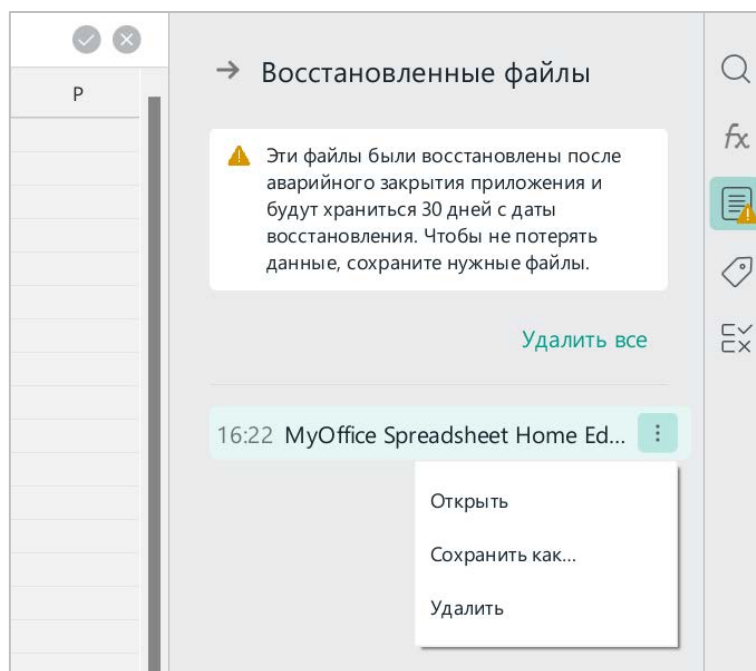 P
Восстановленные файлы
Эти файлы были восстановлены после
аварийного закрытия приложения и
будут храниться 30 дней с даты
восстановления. Чтобы не потерять
данные, сохраните нужные файлы.
Удалить все
16:22 MyOffice Spreadsheet Home Ed...
Открыть
Сохранить как...
Удалить
fx